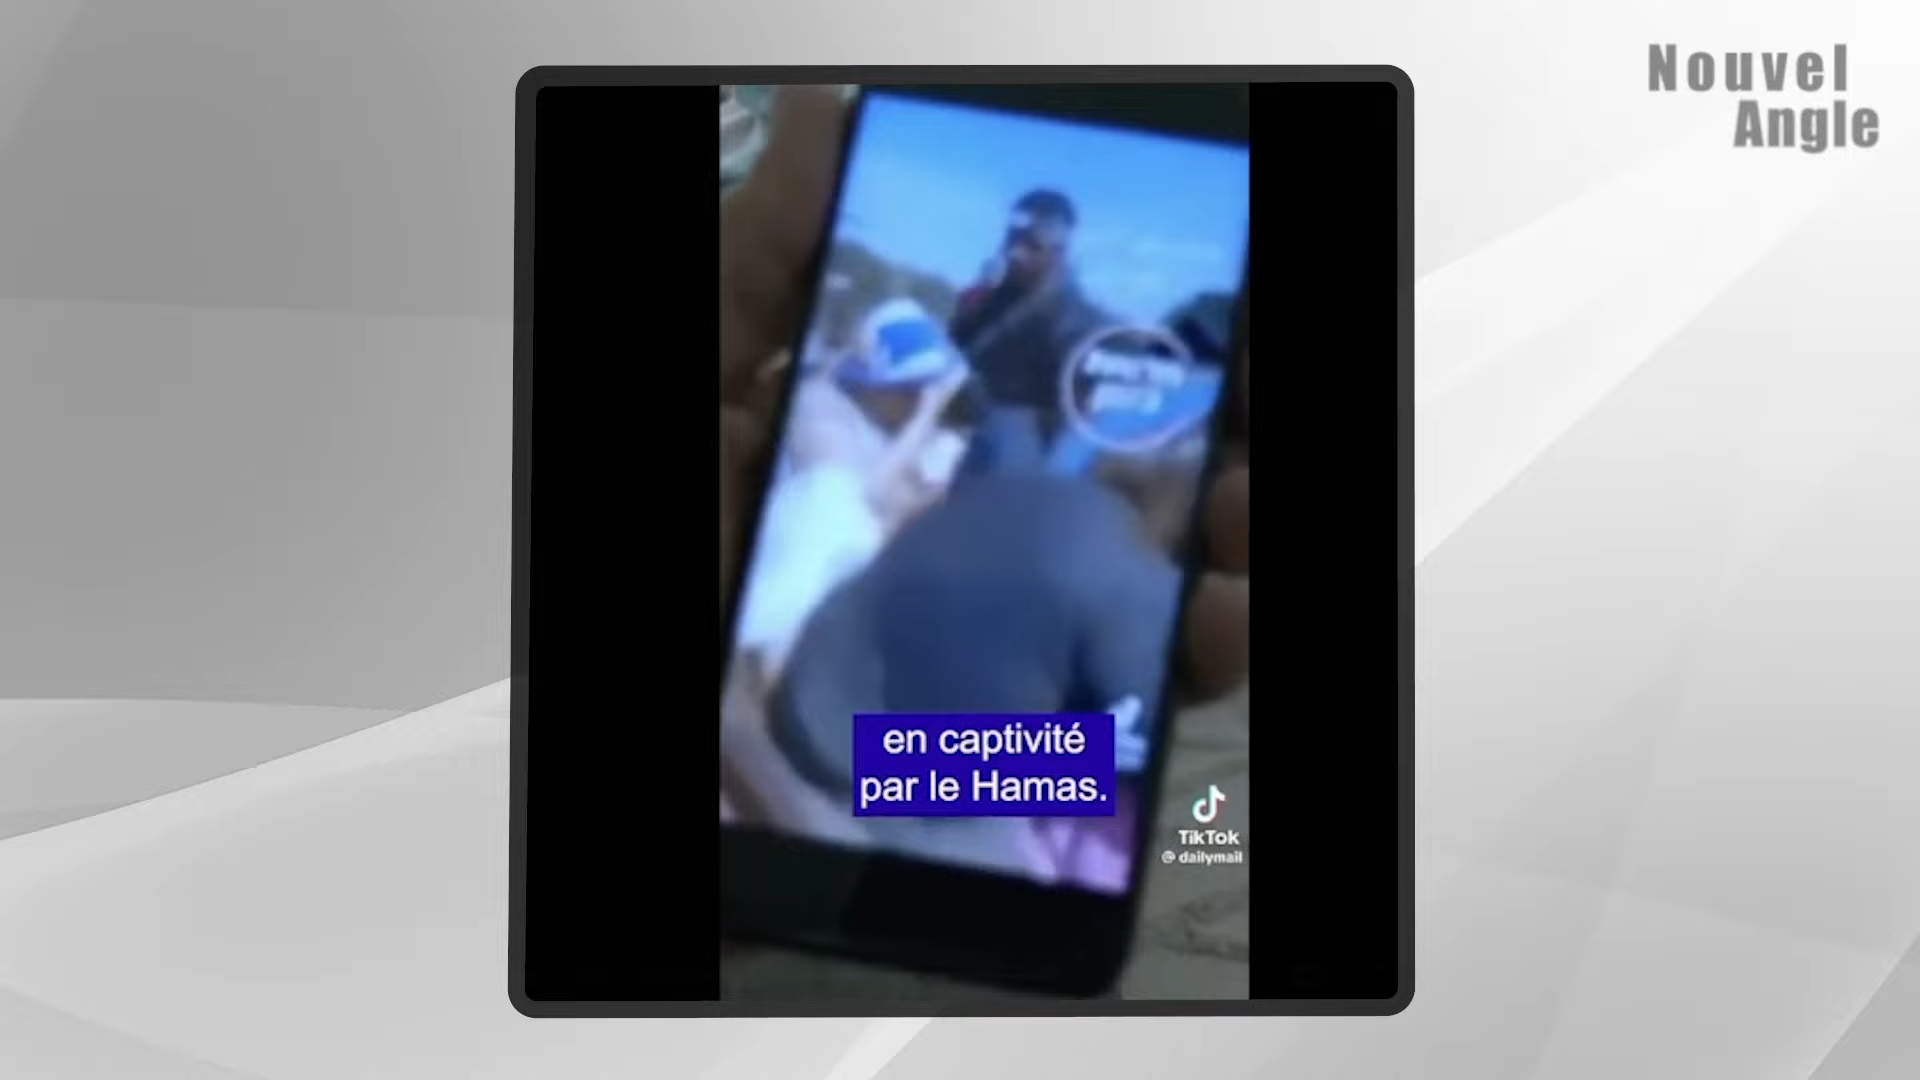 Nouvel
Angle
en captivité
par le Hamas.
TikTok
@dailymail